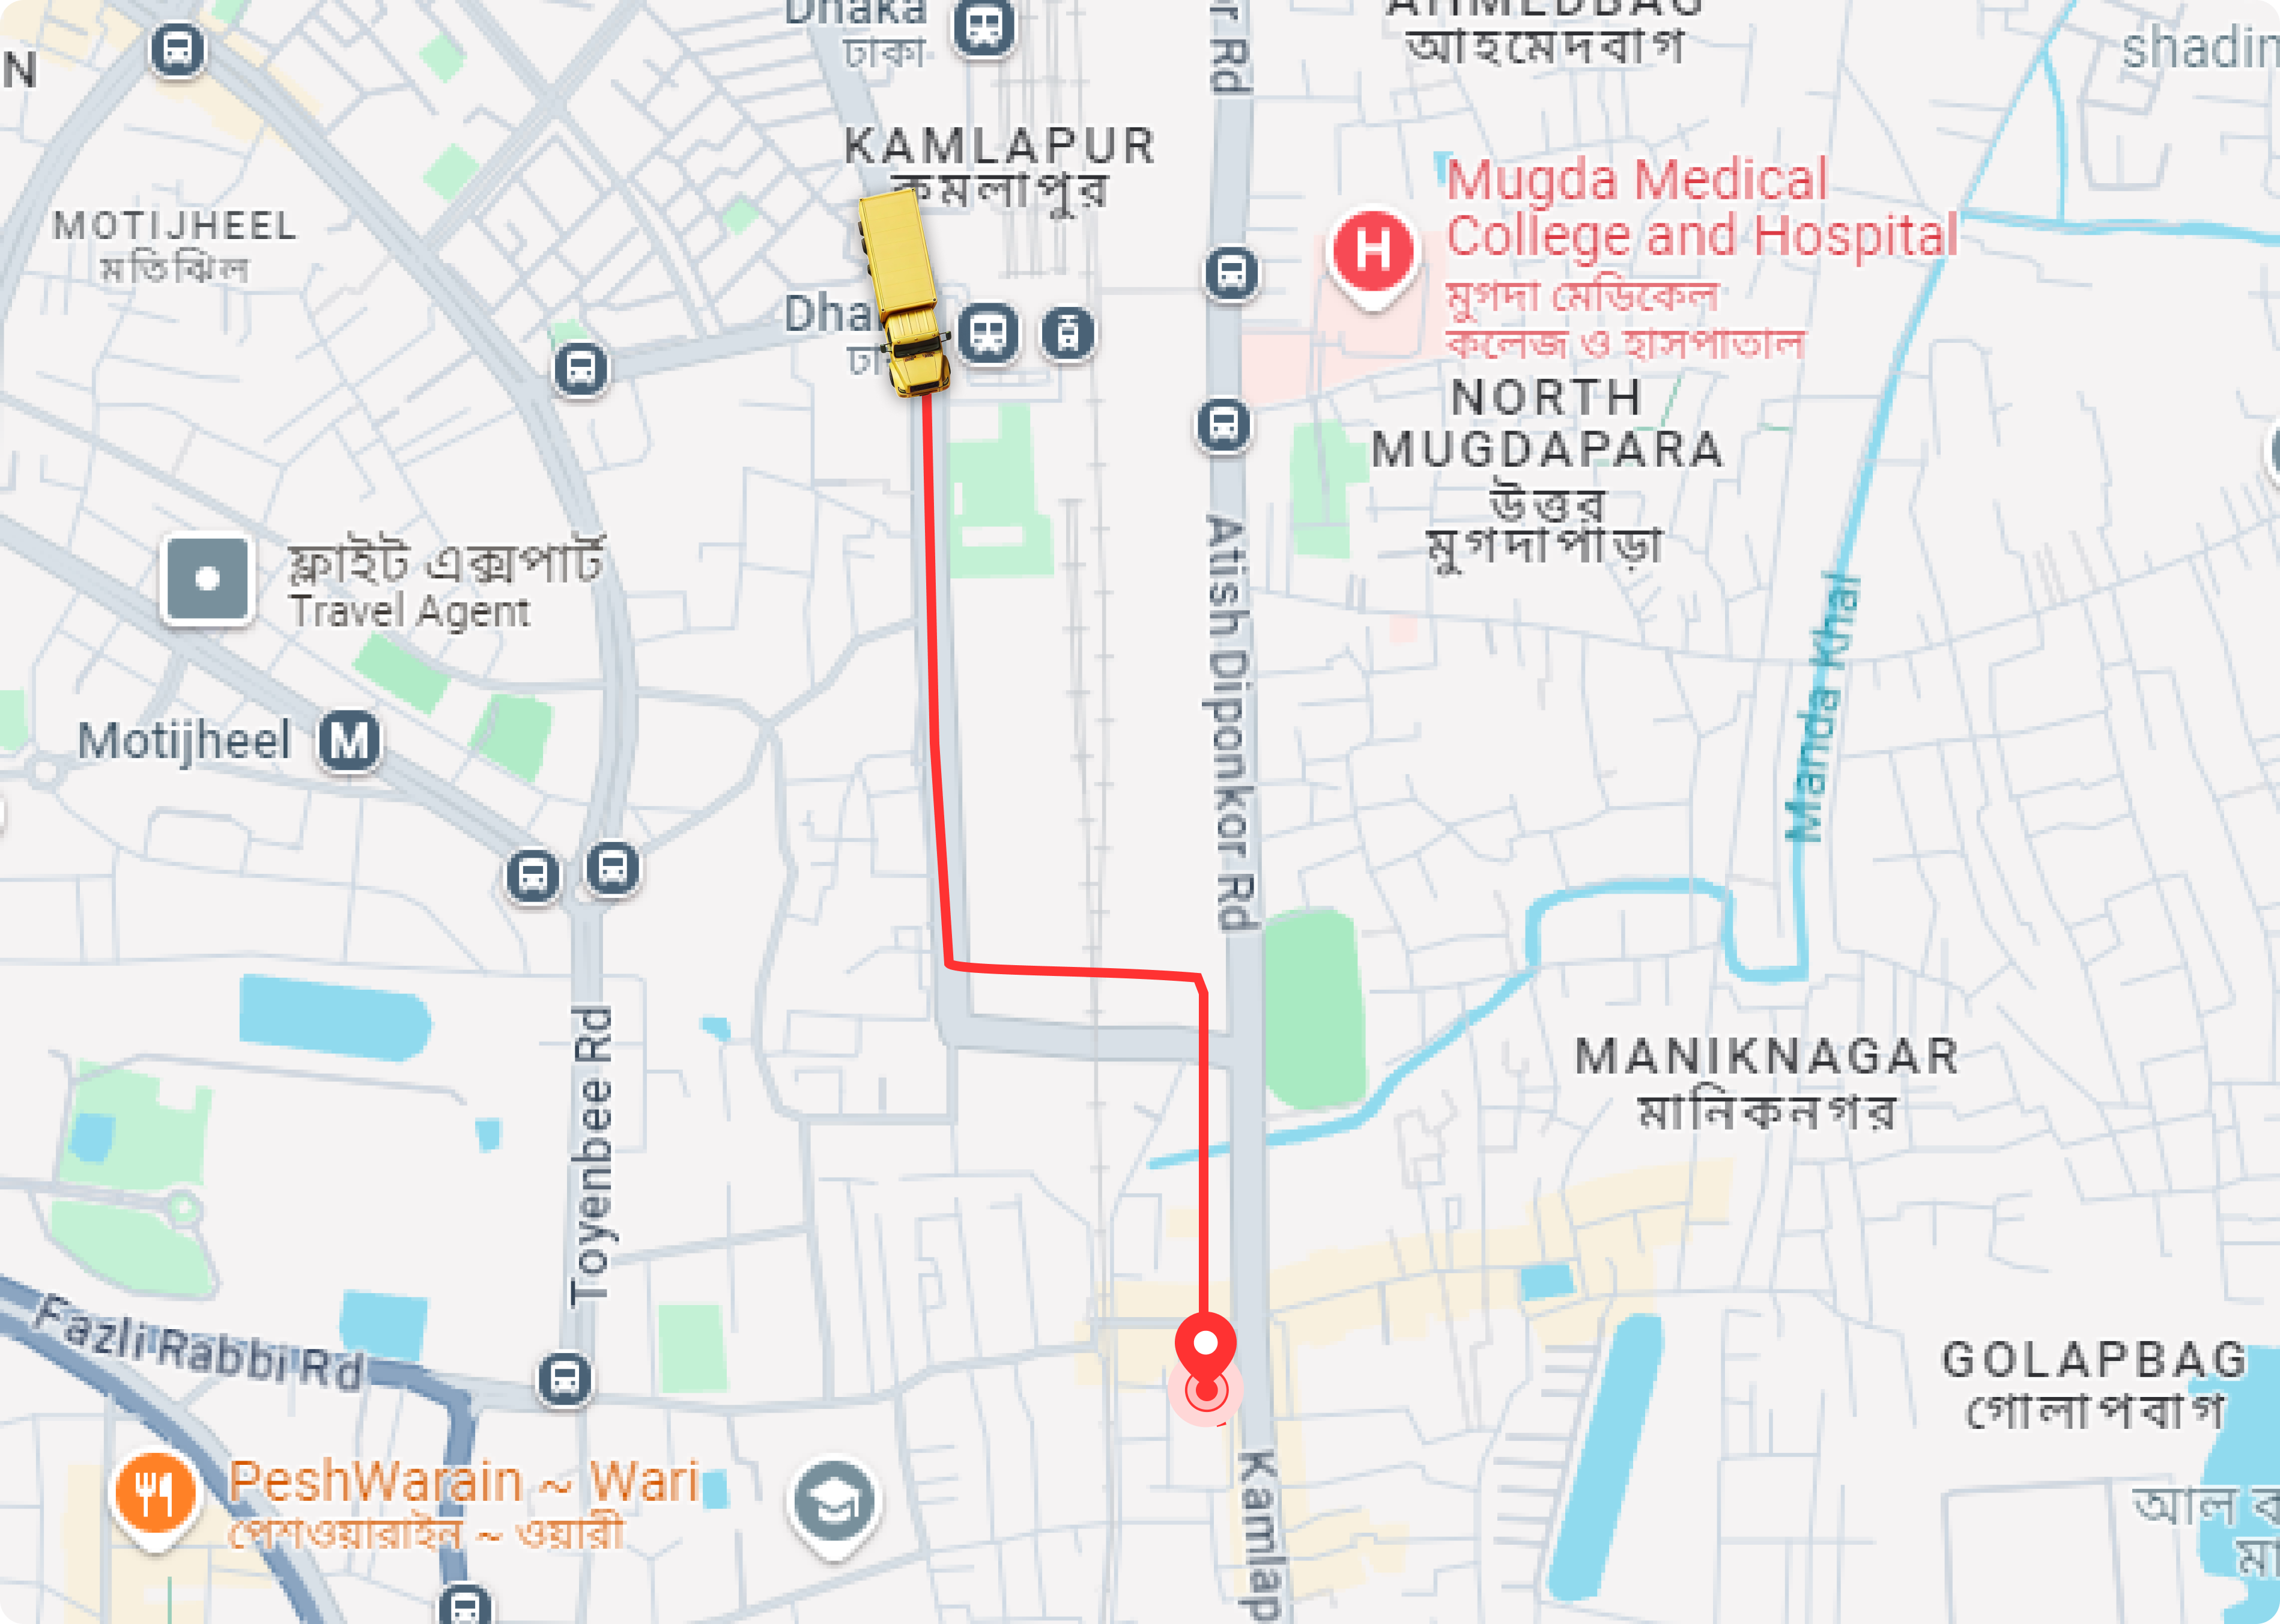 Dhaka
ঢাকা
আহমেদবাগ
shadin
N
KAMLAPUR
কমলাপুর
Mugda Medical
College and Hospital
মুগদা মেডিকেল
কলেজ ও হাসপাতাল
MOTIJHEEL
মতিঝিল
H
NORTH
MUGDAPARA
উত্তর
মুগদাপাড়া
ফ্লাইট এক্সপার্ট
Travel Agent
Atish Diponkor Rd
Manda Khal
Motijheel
M
MANIKNAGAR
মানিকনগর
Toyenbee Rd
Fazli Rabbi Rd
GOLAPBAG
গোলাপবাগ
PeshWarain ~ Wari
পেশওয়ারাইন ~ ওয়ারী
Kamlap
আল